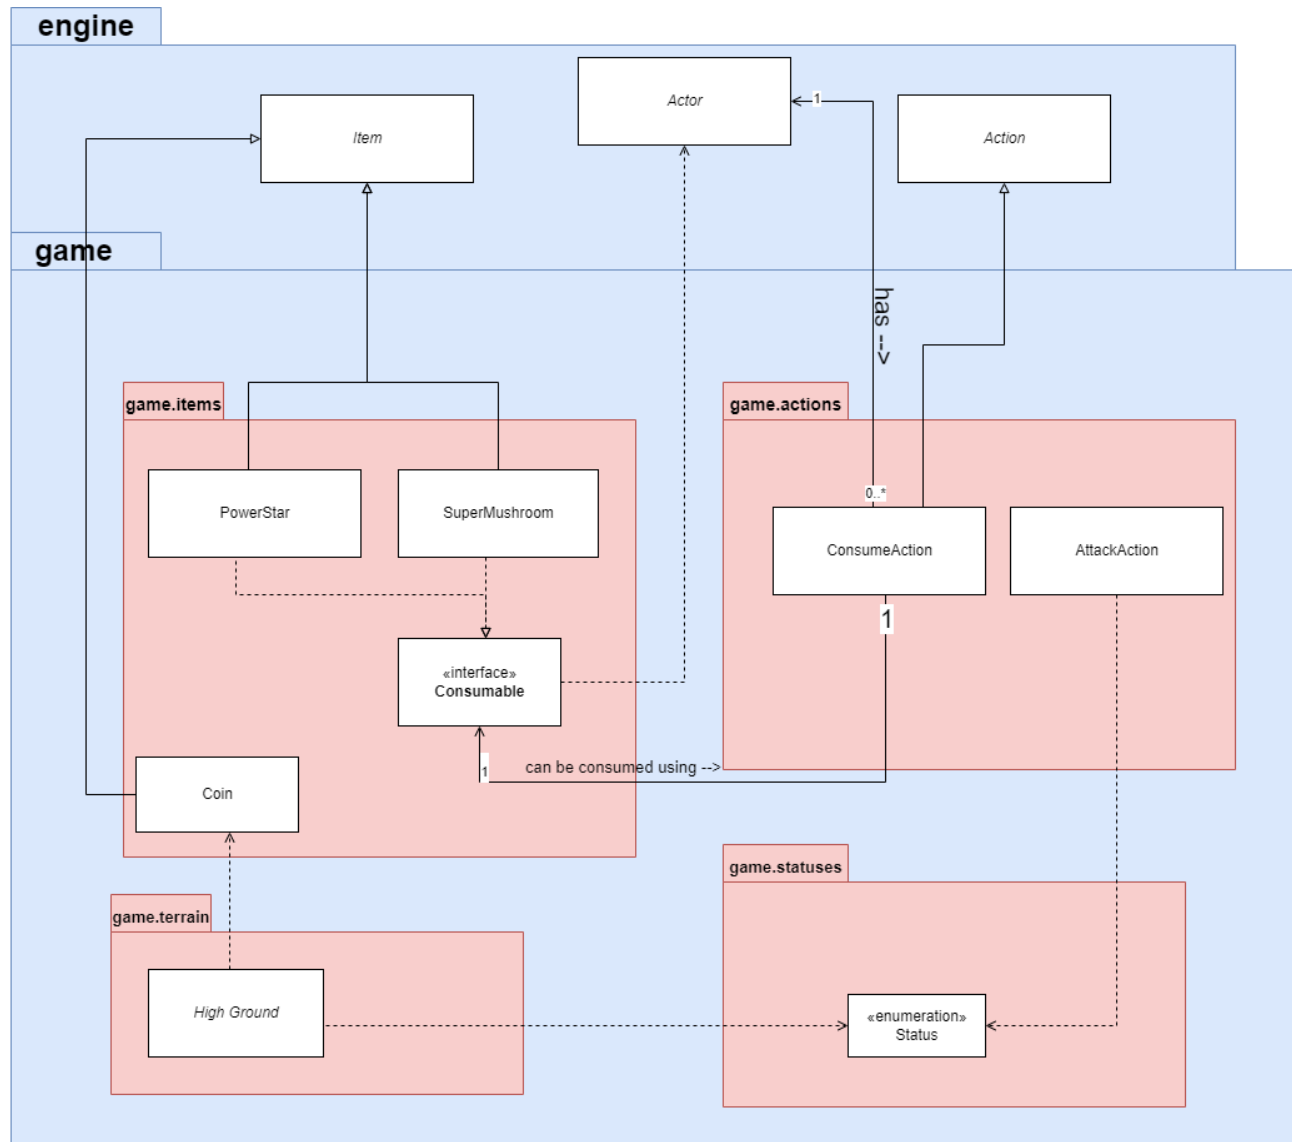 engine
Item
Actor
1
Action
game
has -->
game.items
game.actions
PowerStar
SuperMushroom
0..*
ConsumeAction
AttackAction
1
«interface»
Consumable
1
can be consumed using -->
Coin
game.statuses
game.terrain
High Ground
«enumeration»
Status